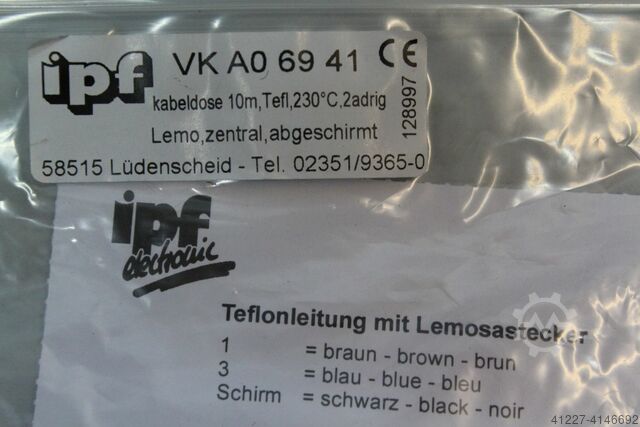 ipf VK A0 69 41 CE
kabeldose 10m,Tefl,230°C,2adrig
Lemo,zentral,abgeschirmt
128997
58515 Lüdenscheid - Tel. 02351/9365-0
ipf
electronic
Teflonleitung mit Lemosastecker
1 = braun - brown - brun
3 = blau - blue - bleu
Schirm = schwarz - black - noir
41227-4146692